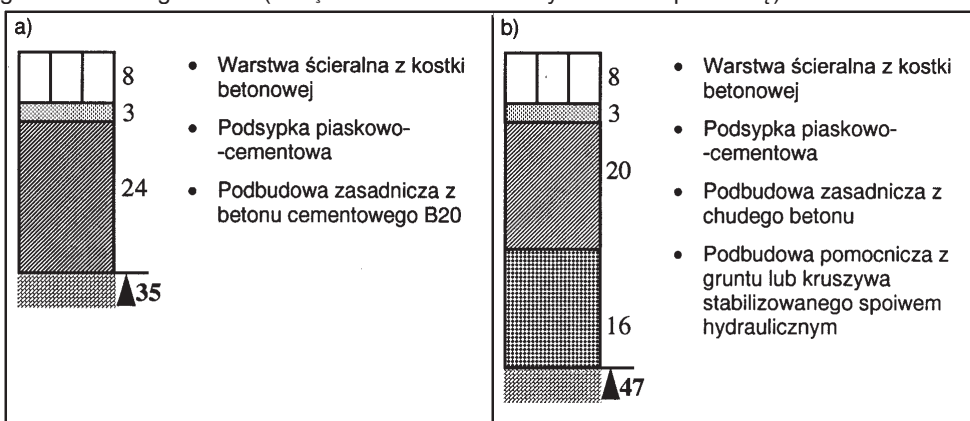 a)
8
3
24
35
• Warstwa ścieralna z kostki
betonowej
• Podsypka piaskowo-
-cementowa
• Podbudowa zasadnicza z
betonu cementowego B20
b)
8
3
20
16
47
• Warstwa ścieralna z kostki
betonowej
• Podsypka piaskowo-
-cementowa
• Podbudowa zasadnicza z
chudego betonu
• Podbudowa pomocnicza z
gruntu lub kruszywa
stabilizowanego spoiwem
hydraulicznym